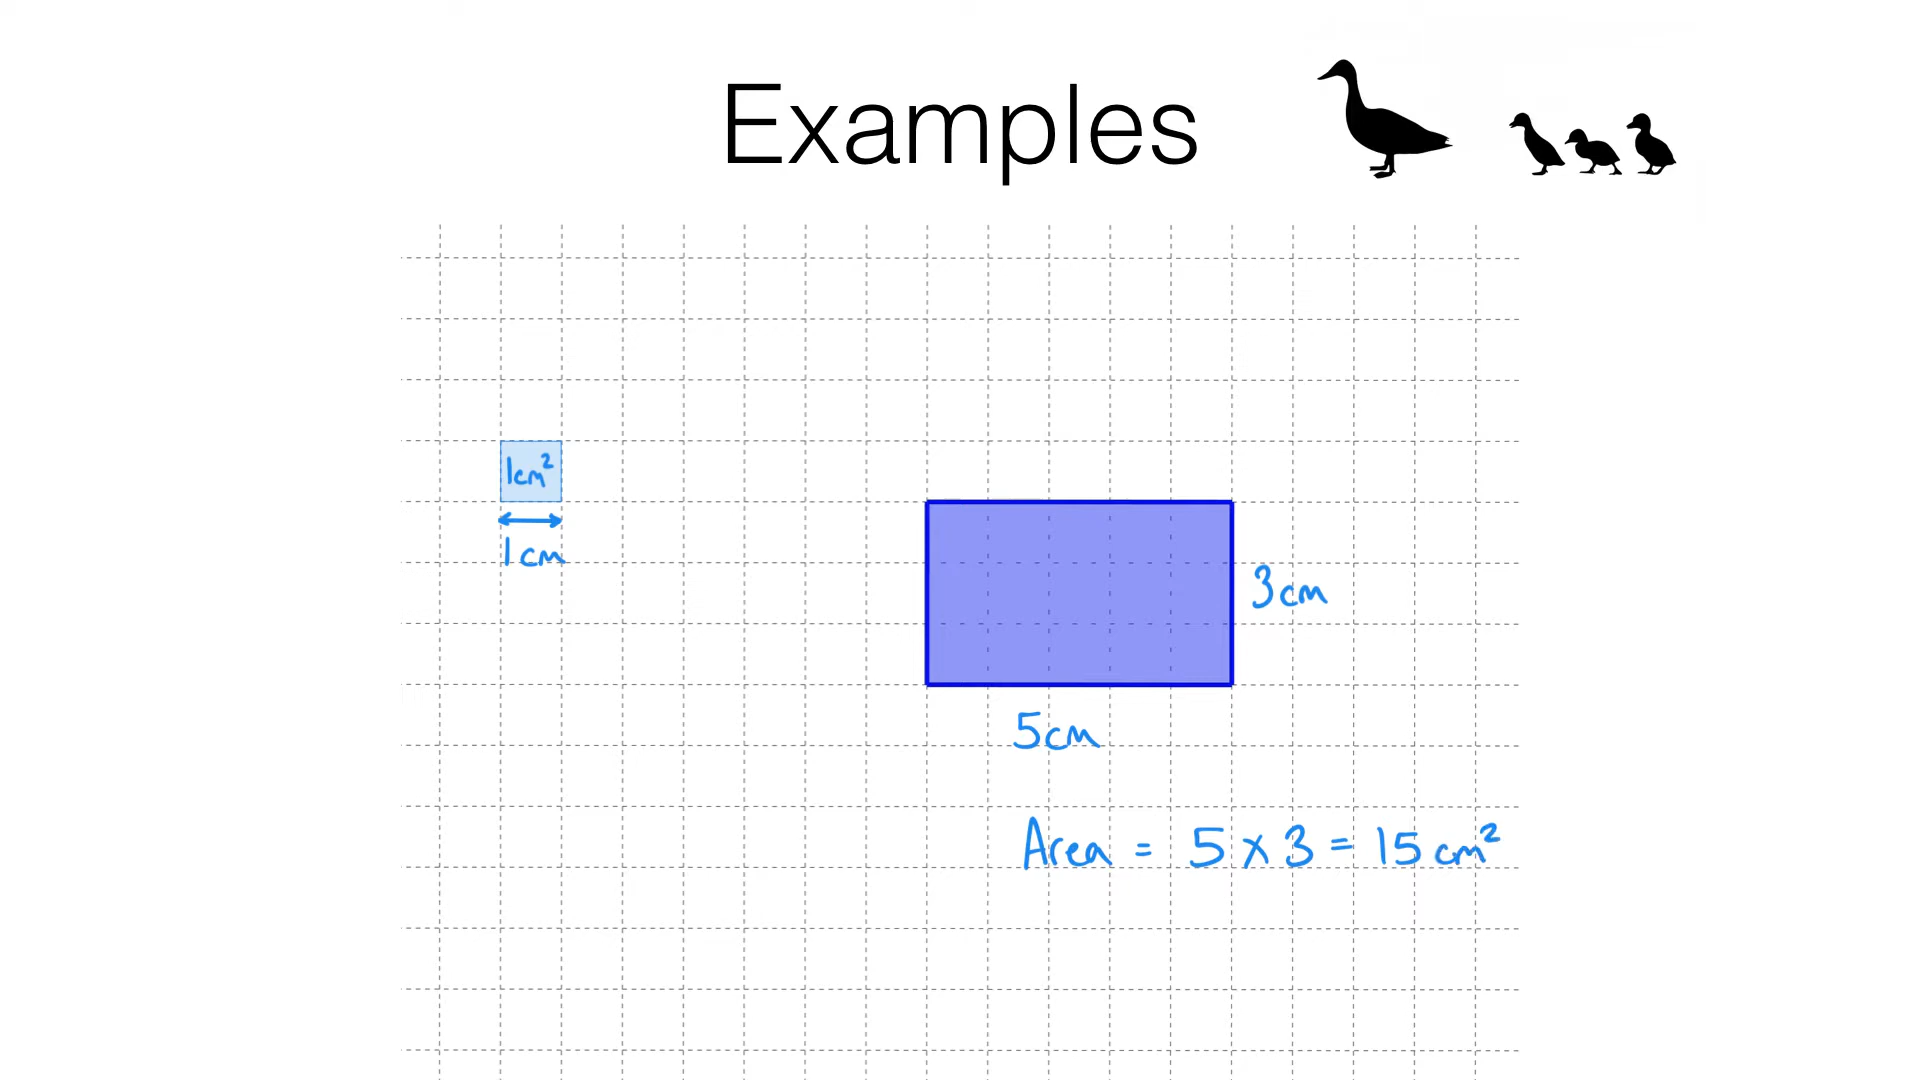 Examples
1cm²
1cm
3cm
5cm
Area = 5 × 3 = 15 cm²